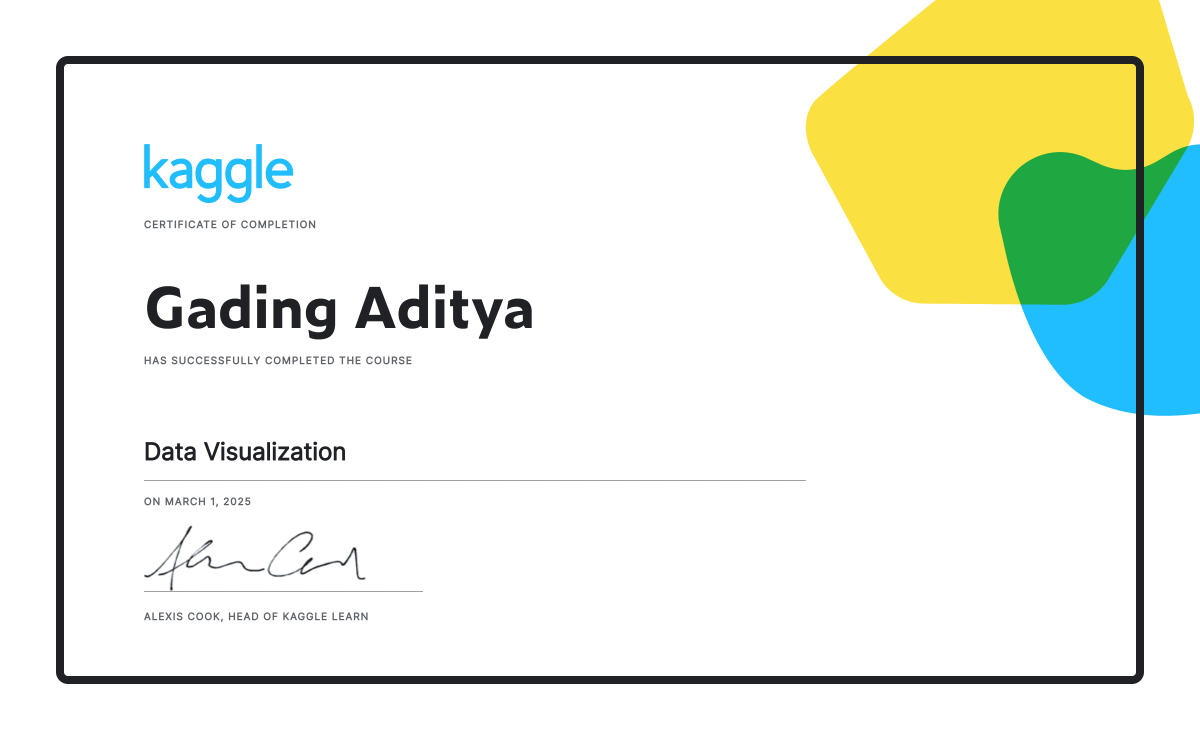 kaggle
CERTIFICATE OF COMPLETION
Gading Aditya
HAS SUCCESSFULLY COMPLETED THE COURSE
Data Visualization
ON MARCH 1, 2025
Alexis Cook
ALEXIS COOK, HEAD OF KAGGLE LEARN